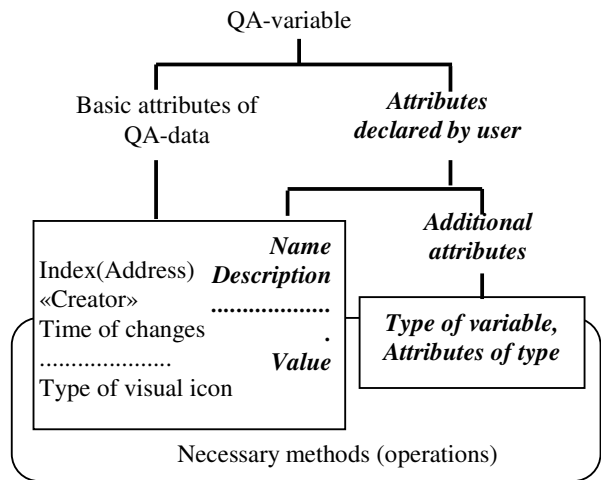 QA-variable
Basic attributes of
QA-data
Attributes
declared by user
Additional
attributes
Name
Description
.......................
.
Value
Index(Address)
«Creator»
Time of changes
......................
Type of visual icon
Type of variable,
Attributes of type
Necessary methods (operations)